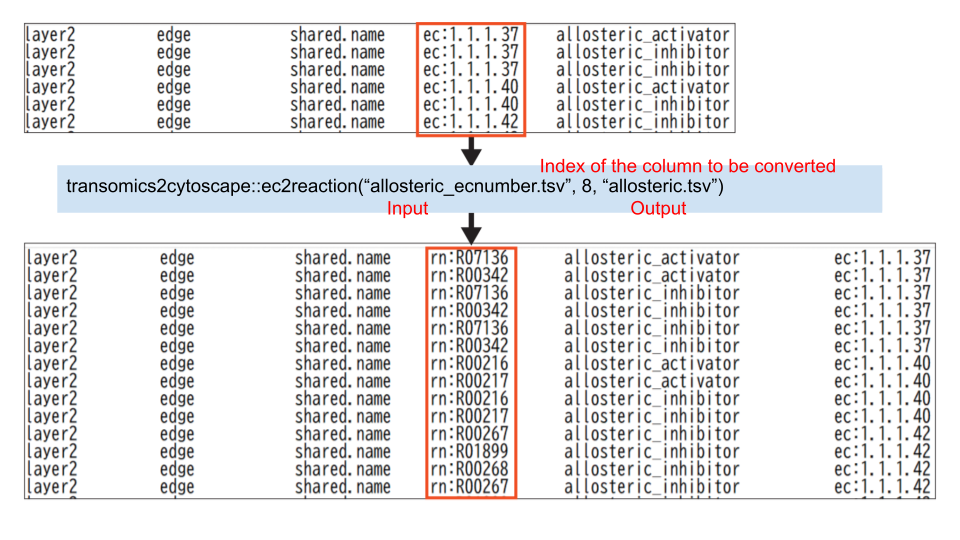 layer2 edge shared.name ec:1.1.1.37 allosteric_activator
layer2 edge shared.name ec:1.1.1.37 allosteric_inhibitor
layer2 edge shared.name ec:1.1.1.37 allosteric_inhibitor
layer2 edge shared.name ec:1.1.1.40 allosteric_activator
layer2 edge shared.name ec:1.1.1.40 allosteric_inhibitor
layer2 edge shared.name ec:1.1.1.42 allosteric_inhibitor
Index of the column to be converted
transomics2cytoscape::ec2reaction(“allosteric_ecnumber.tsv”, 8, “allosteric.tsv”)
Input Output
layer2 edge shared.name rn:R07136 allosteric_activator ec:1.1.1.37
layer2 edge shared.name rn:R00342 allosteric_activator ec:1.1.1.37
layer2 edge shared.name rn:R07136 allosteric_inhibitor ec:1.1.1.37
layer2 edge shared.name rn:R00342 allosteric_inhibitor ec:1.1.1.37
layer2 edge shared.name rn:R07136 allosteric_inhibitor ec:1.1.1.37
layer2 edge shared.name rn:R00342 allosteric_inhibitor ec:1.1.1.37
layer2 edge shared.name rn:R00216 allosteric_activator ec:1.1.1.40
layer2 edge shared.name rn:R00217 allosteric_activator ec:1.1.1.40
layer2 edge shared.name rn:R00216 allosteric_inhibitor ec:1.1.1.40
layer2 edge shared.name rn:R00217 allosteric_inhibitor ec:1.1.1.40
layer2 edge shared.name rn:R00267 allosteric_inhibitor ec:1.1.1.42
layer2 edge shared.name rn:R01899 allosteric_inhibitor ec:1.1.1.42
layer2 edge shared.name rn:R00268 allosteric_inhibitor ec:1.1.1.42
layer2 edge shared.name rn:R00267 allosteric_inhibitor ec:1.1.1.42